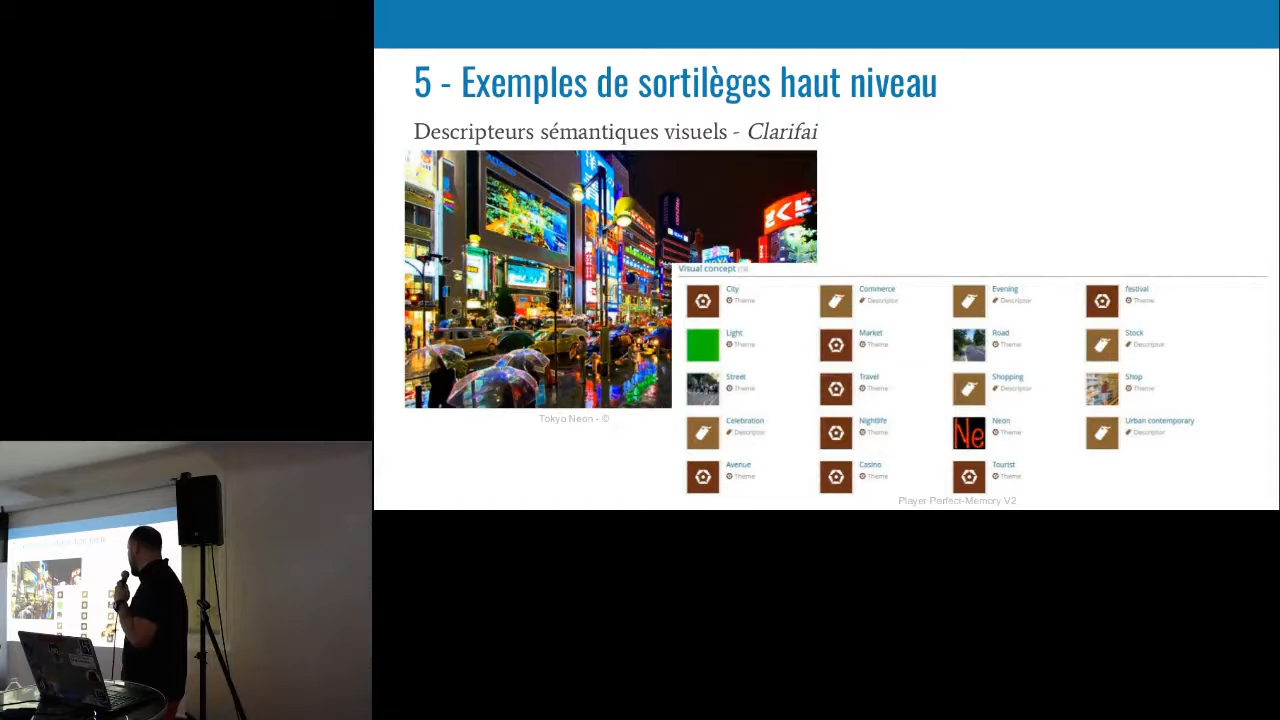 5 - Exemples de sortilèges haut niveau
Descripteurs sémantiques visuels - Clarifai
Tokyo Neon - ©
Visual concept (19)
City
Theme
Commerce
Descriptor
Evening
Descriptor
festival
Theme
Light
Theme
Market
Theme
Road
Theme
Stock
Descriptor
Street
Theme
Travel
Theme
Shopping
Descriptor
Shop
Theme
Celebration
Descriptor
Nightlife
Theme
Ne
Neon
Theme
Urban contemporary
Descriptor
Avenue
Theme
Casino
Theme
Tourist
Theme
Player Perfect-Memory V2